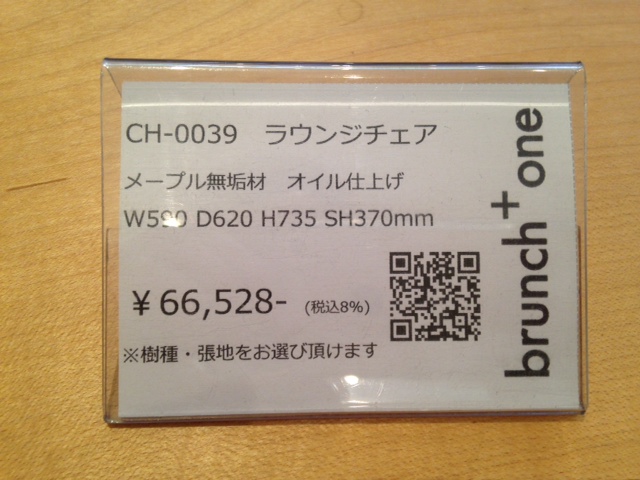 CH-0039　ラウンジチェア
メープル無垢材　オイル仕上げ
W590 D620 H735 SH370mm
¥66,528- (税込8%)
※樹種・張地をお選び頂けます
brunch+one